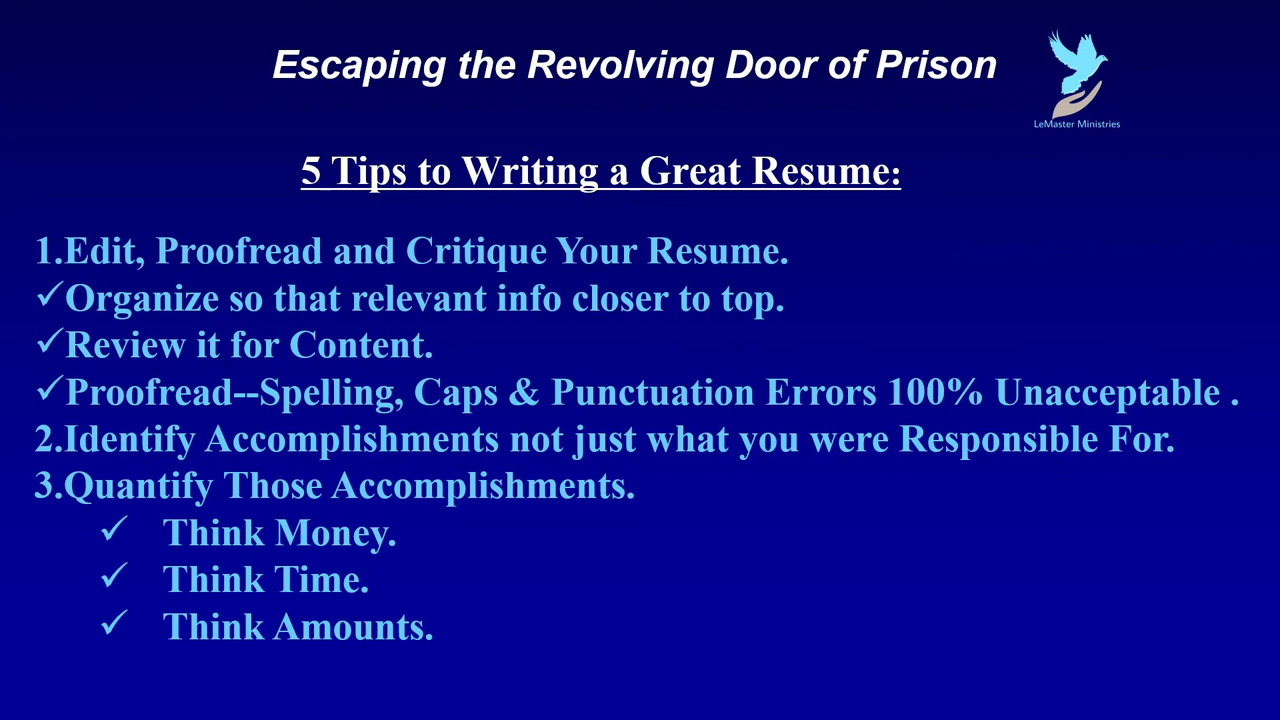 Escaping the Revolving Door of Prison
LeMaster Ministries
5 Tips to Writing a Great Resume:
1.Edit, Proofread and Critique Your Resume.
✓Organize so that relevant info closer to top.
✓Review it for Content.
✓Proofread--Spelling, Caps & Punctuation Errors 100% Unacceptable .
2.Identify Accomplishments not just what you were Responsible For.
3.Quantify Those Accomplishments.
✓ Think Money.
✓ Think Time.
✓ Think Amounts.